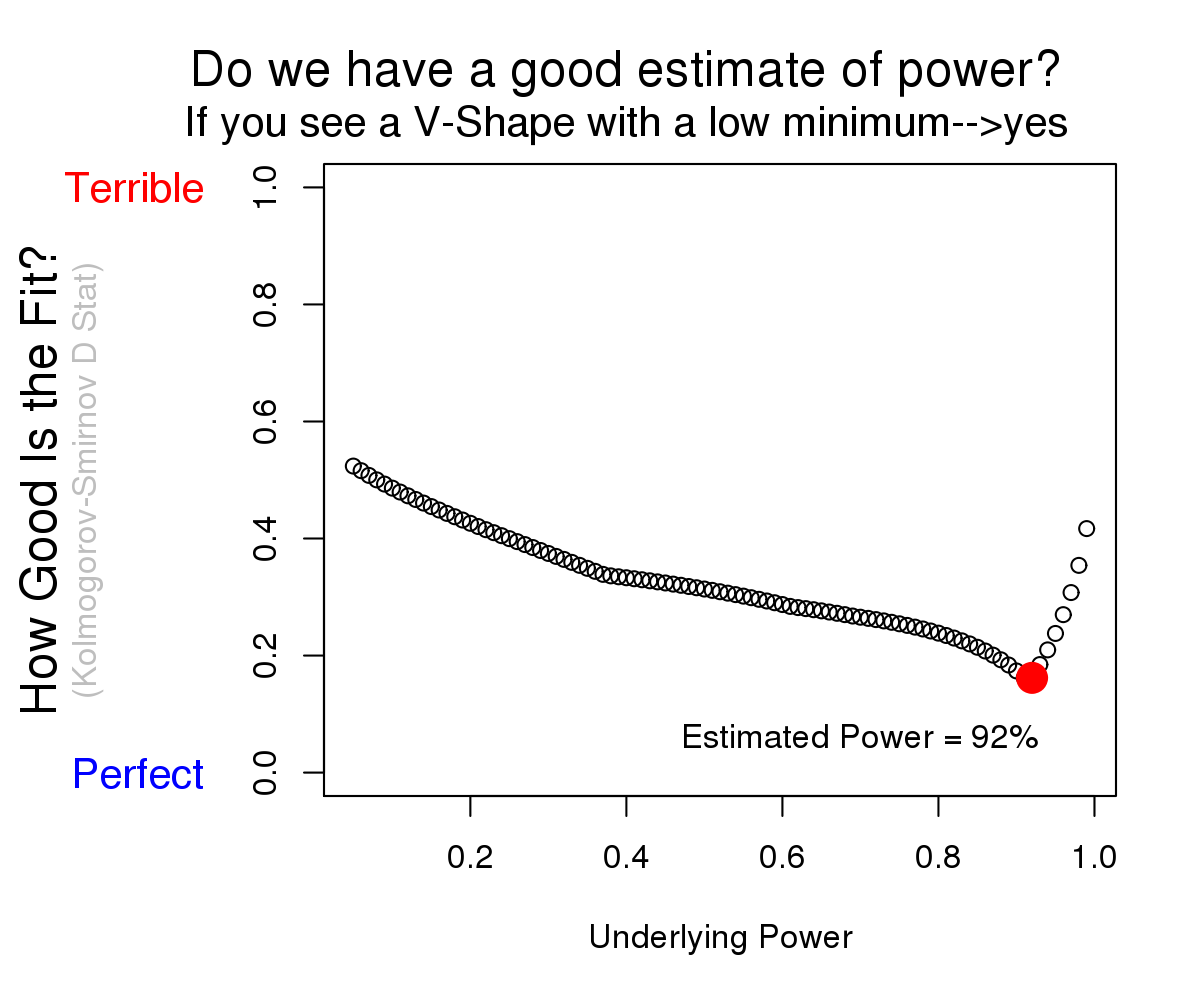 Do we have a good estimate of power?
If you see a V-Shape with a low minimum-->yes
Terrible
How Good Is the Fit?
(Kolmogorov-Smirnov D Stat)
Perfect
1.0
0.8
0.6
0.4
0.2
0.0
Estimated Power = 92%
0.2 0.4 0.6 0.8 1.0
Underlying Power